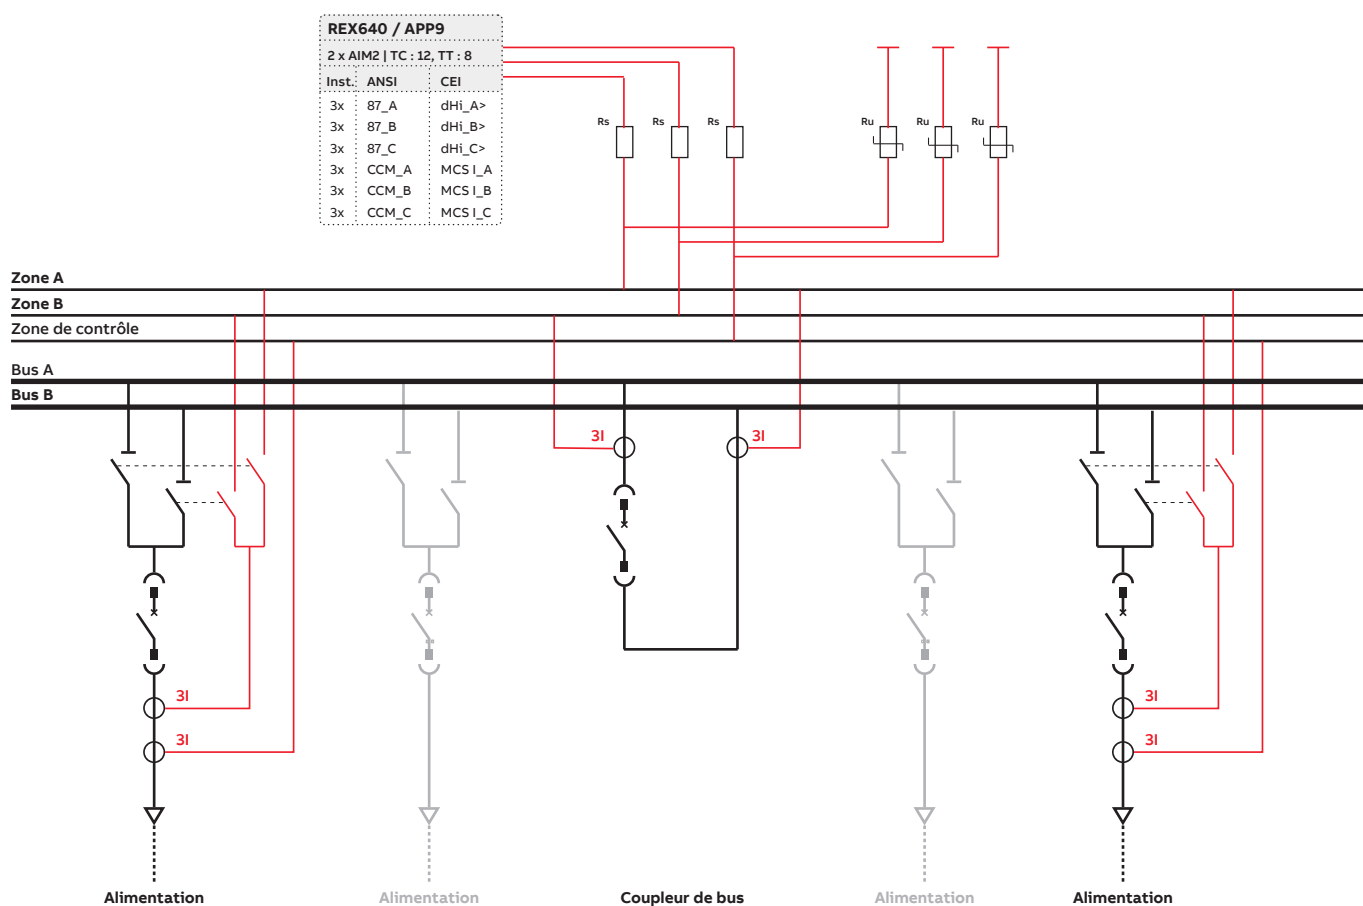 REX640 / APP9
2 x AIM2 | TC : 12, TT : 8
Inst. ANSI CEI
3x 87_A dHi_A>
3x 87_B dHi_B>
3x 87_C dHi_C>
3x CCM_A MCS I_A
3x CCM_B MCS I_B
3x CCM_C MCS I_C
Rs Rs Rs Ru Ru Ru
Zone A
Zone B
Zone de contrôle
Bus A
Bus B
3I 3I
3I 3I
3I 3I
Alimentation Alimentation Coupleur de bus Alimentation Alimentation